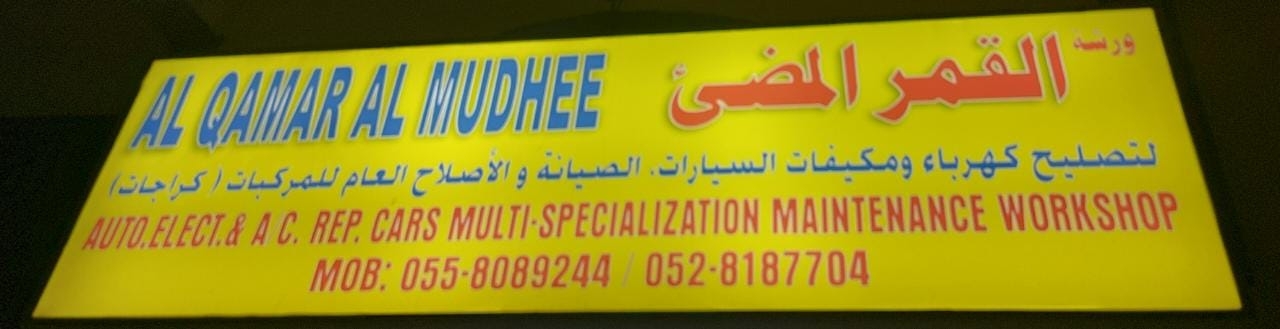 AL QAMAR AL MUDHEE
ورشة القمر المضئ
لتصليح كهرباء ومكيفات السيارات. الصيانة و الأصلاح العام للمركبات (كراجات)
AUTO.ELECT.& A C. REP. CARS MULTI-SPECIALIZATION MAINTENANCE WORKSHOP
MOB: 055-8089244 / 052-8187704